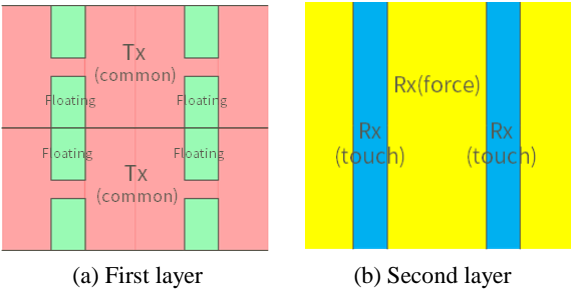 Tx
(common)
Floating
Floating
Floating
Floating
Tx
(common)
Rx(force)
Rx
(touch)
Rx
(touch)
(a) First layer
(b) Second layer